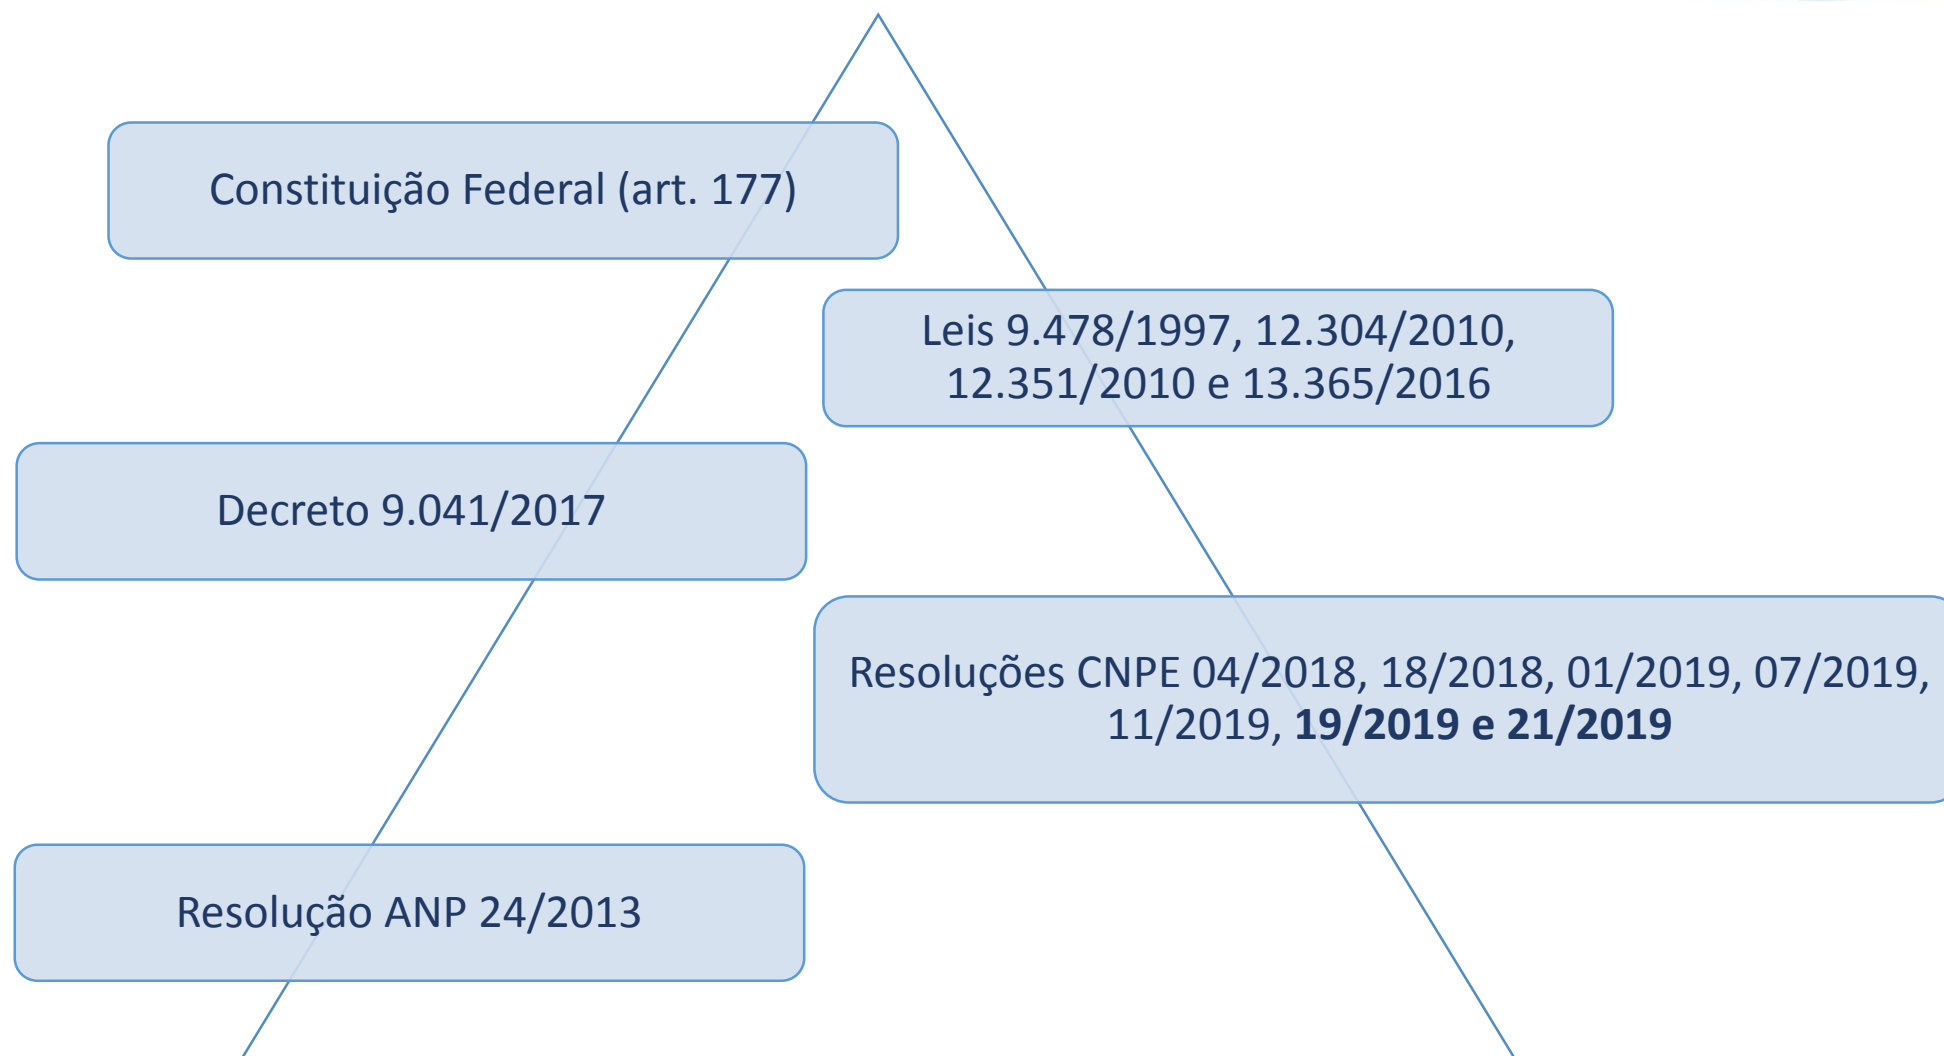 Constituição Federal (art. 177)
Leis 9.478/1997, 12.304/2010,
12.351/2010 e 13.365/2016
Decreto 9.041/2017
Resoluções CNPE 04/2018, 18/2018, 01/2019, 07/2019,
11/2019, 19/2019 e 21/2019
Resolução ANP 24/2013